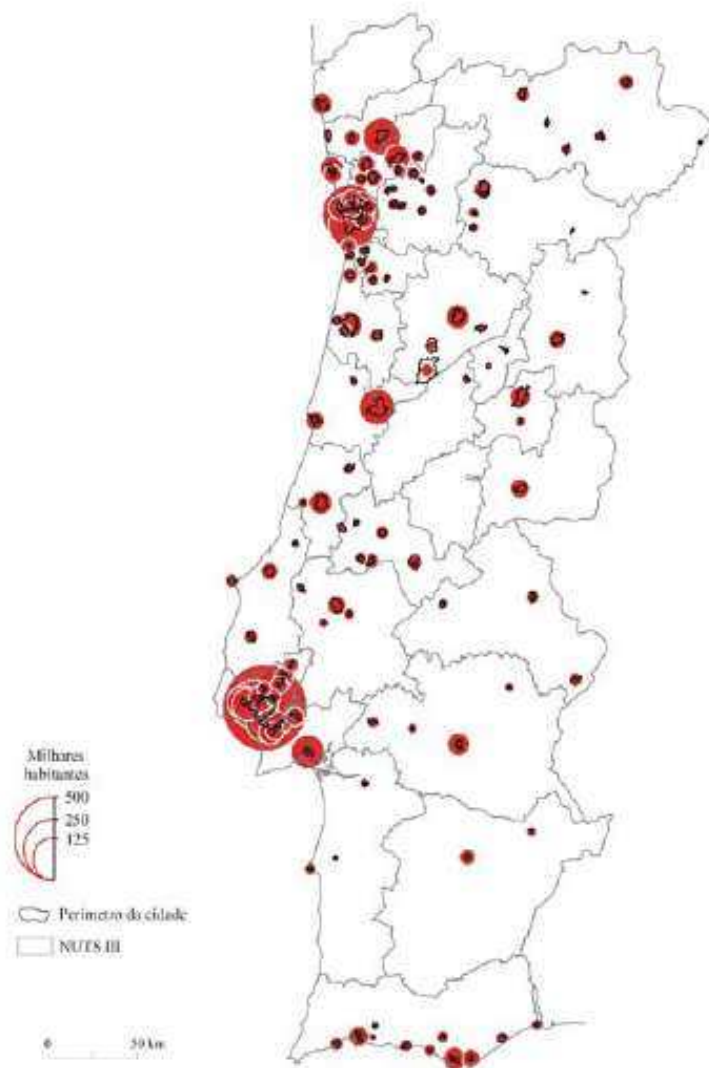 Milhares
habitantes
500
250
125
Perímetro da cidade
NUTS III
0 50 km